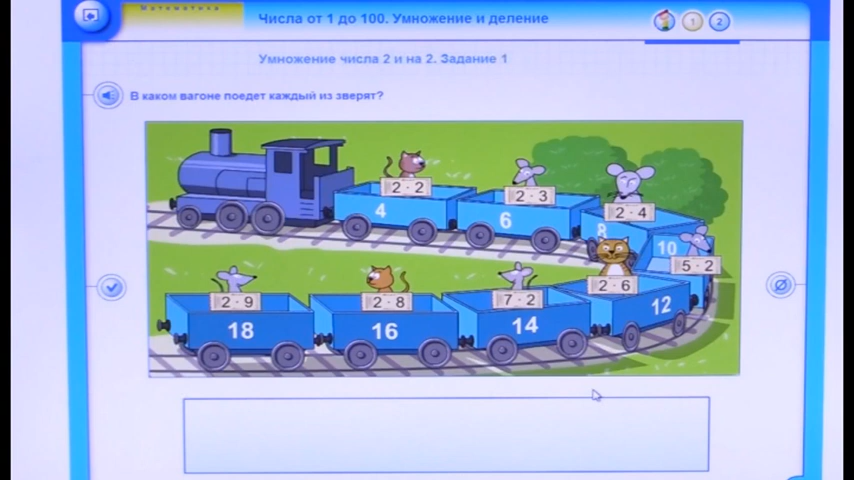 Математика
Числа от 1 до 100. Умножение и деление
1 2
Умножение числа 2 и на 2. Задание 1
В каком вагоне поедет каждый из зверят?
2 · 2
2 · 3
2 · 4
4
6
8
10
5 · 2
2 · 9
2 · 8
7 · 2
2 · 6
18
16
14
12